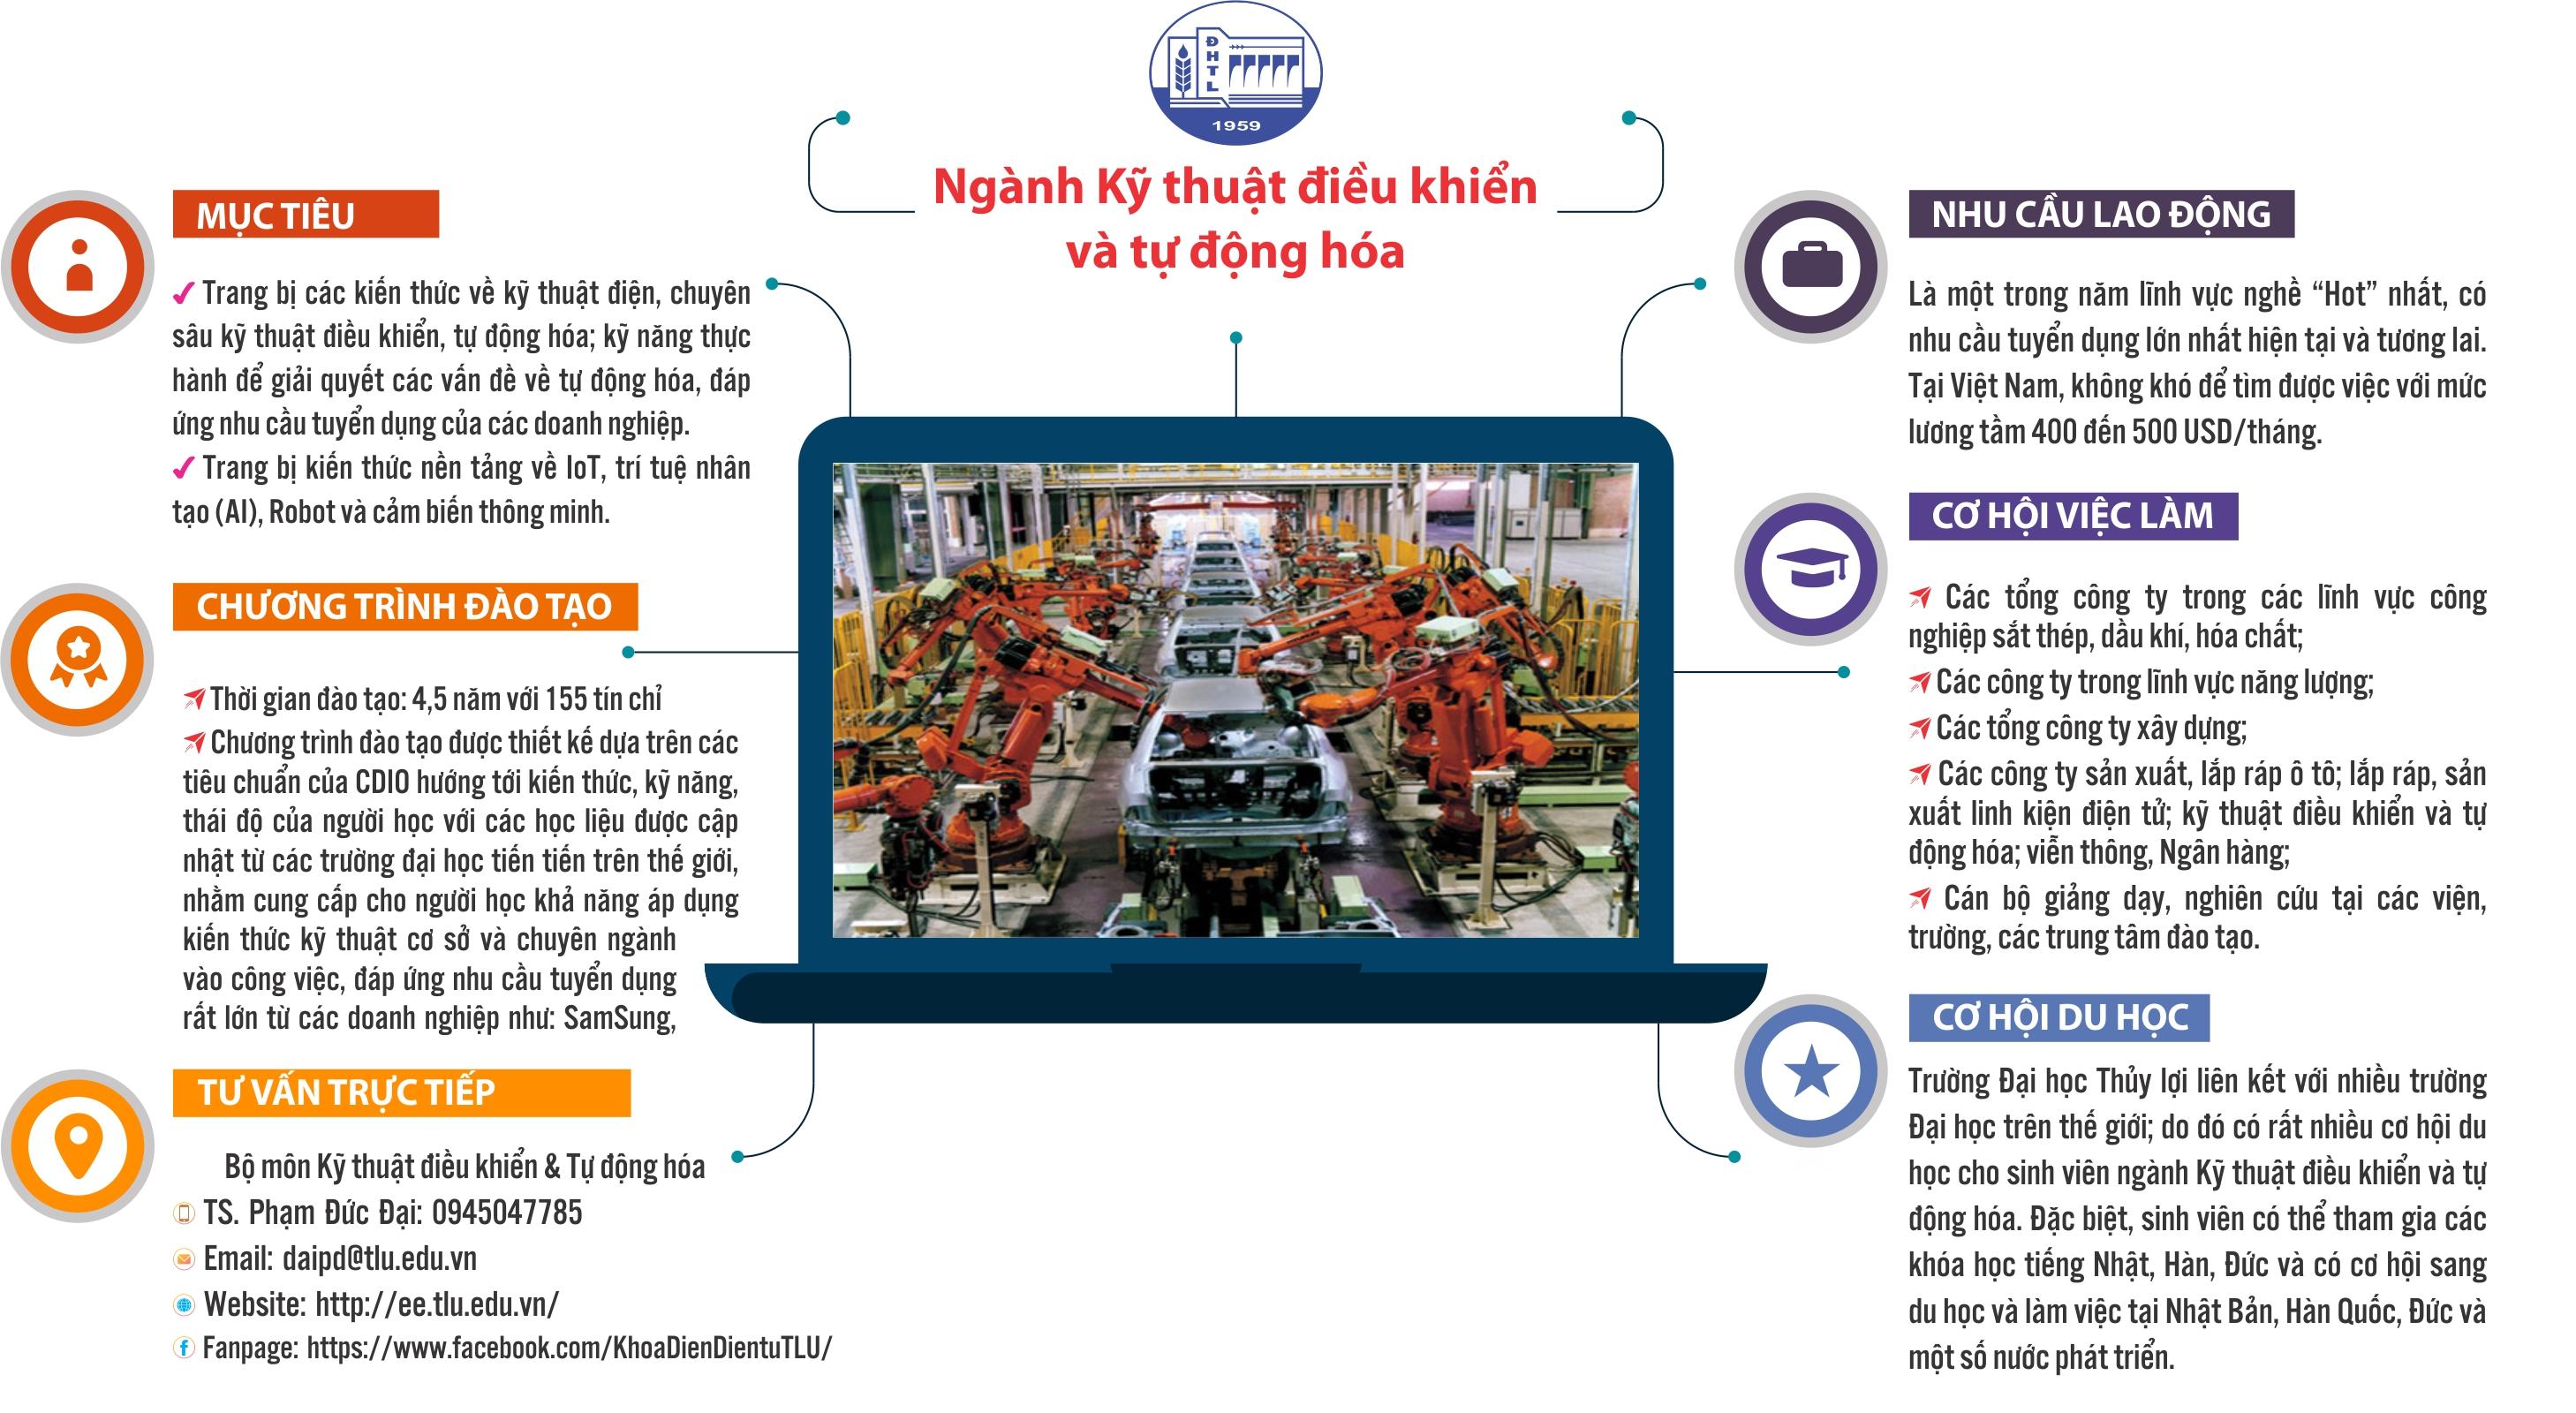 ĐHTL
1959
Ngành Kỹ thuật điều khiển
và tự động hóa
MỤC TIÊU
Trang bị các kiến thức về kỹ thuật điện, chuyên
sâu kỹ thuật điều khiển, tự động hóa; kỹ năng thực
hành để giải quyết các vấn đề về tự động hóa, đáp
ứng nhu cầu tuyển dụng của các doanh nghiệp.
Trang bị kiến thức nền tảng về IoT, trí tuệ nhân
tạo (AI), Robot và cảm biến thông minh.
CHƯƠNG TRÌNH ĐÀO TẠO
Thời gian đào tạo: 4,5 năm với 155 tín chỉ
Chương trình đào tạo được thiết kế dựa trên các
tiêu chuẩn của CDIO hướng tới kiến thức, kỹ năng,
thái độ của người học với các học liệu được cập
nhật từ các trường đại học tiến tiến trên thế giới,
nhằm cung cấp cho người học khả năng áp dụng
kiến thức kỹ thuật cơ sở và chuyên ngành
vào công việc, đáp ứng nhu cầu tuyển dụng
rất lớn từ các doanh nghiệp như: SamSung,
TƯ VẤN TRỰC TIẾP
Bộ môn Kỹ thuật điều khiển & Tự động hóa
TS. Phạm Đức Đại: 0945047785
Email: daipd@tlu.edu.vn
Website: http://ee.tlu.edu.vn/
Fanpage: https://www.facebook.com/KhoaDienDientuTLU/
NHU CẦU LAO ĐỘNG
Là một trong năm lĩnh vực nghề “Hot” nhất, có
nhu cầu tuyển dụng lớn nhất hiện tại và tương lai.
Tại Việt Nam, không khó để tìm được việc với mức
lương tầm 400 đến 500 USD/tháng.
CƠ HỘI VIỆC LÀM
Các tổng công ty trong các lĩnh vực công
nghiệp sắt thép, dầu khí, hóa chất;
Các công ty trong lĩnh vực năng lượng;
Các tổng công ty xây dựng;
Các công ty sản xuất, lắp ráp ô tô; lắp ráp, sản
xuất linh kiện điện tử; kỹ thuật điều khiển và tự
động hóa; viễn thông, Ngân hàng;
Cán bộ giảng dạy, nghiên cứu tại các viện,
trường, các trung tâm đào tạo.
CƠ HỘI DU HỌC
Trường Đại học Thủy lợi liên kết với nhiều trường
Đại học trên thế giới; do đó có rất nhiều cơ hội du
học cho sinh viên ngành Kỹ thuật điều khiển và tự
động hóa. Đặc biệt, sinh viên có thể tham gia các
khóa học tiếng Nhật, Hàn, Đức và có cơ hội sang
du học và làm việc tại Nhật Bản, Hàn Quốc, Đức và
một số nước phát triển.